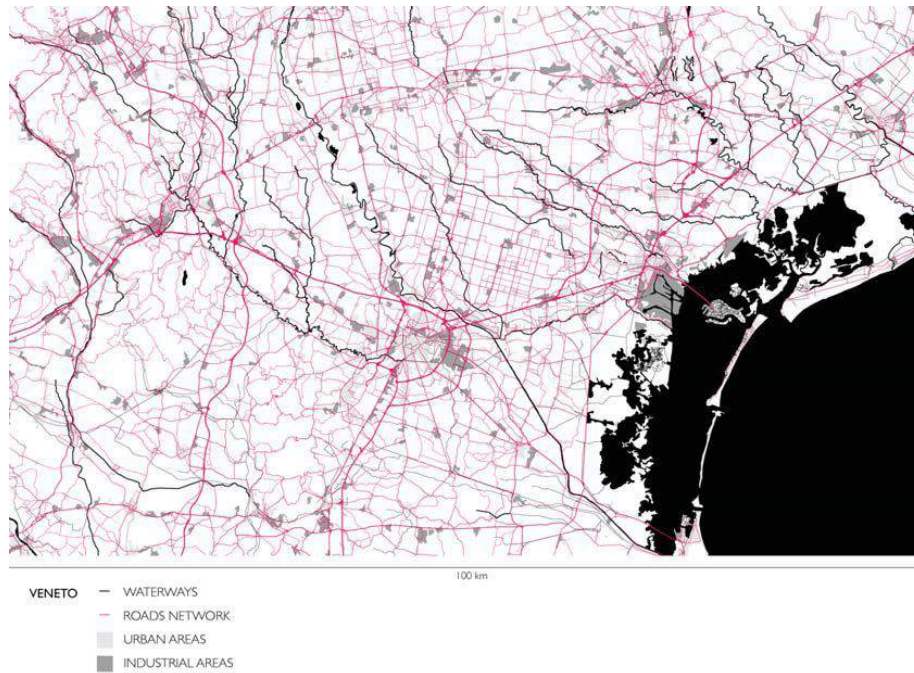 100 km
VENETO
WATERWAYS
ROADS NETWORK
URBAN AREAS
INDUSTRIAL AREAS